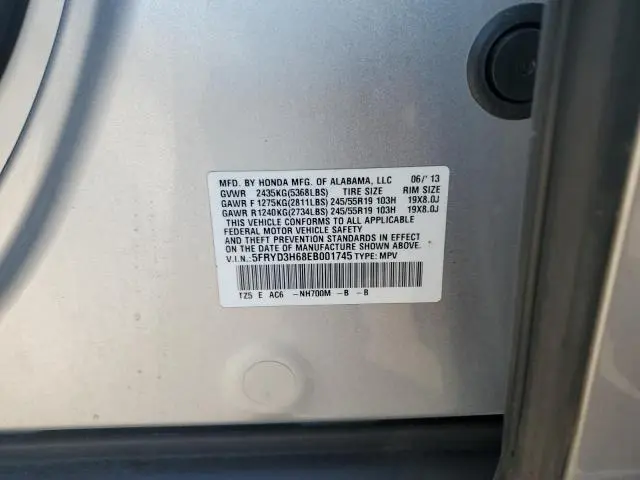 MFD. BY HONDA MFG. OF ALABAMA, LLC 06/'13
GVWR 2435KG(5368LBS) TIRE SIZE RIM SIZE
GAWR F 1275KG(2811LBS) 245/55R19 103H 19X8.0J
GAWR R1240KG(2734LBS) 245/55R19 103H 19X8.0J
THIS VEHICLE CONFORMS TO ALL APPLICABLE
FEDERAL MOTOR VEHICLE SAFETY
AND THEFT PREVENTION STANDARDS IN EFFECT
ON THE DATE OF MANUFACTURE SHOWN ABOVE.
V.I.N.: 5FRYD3H68EB001745 TYPE: MPV
TZ5 E AC6 -NH700M -B -B